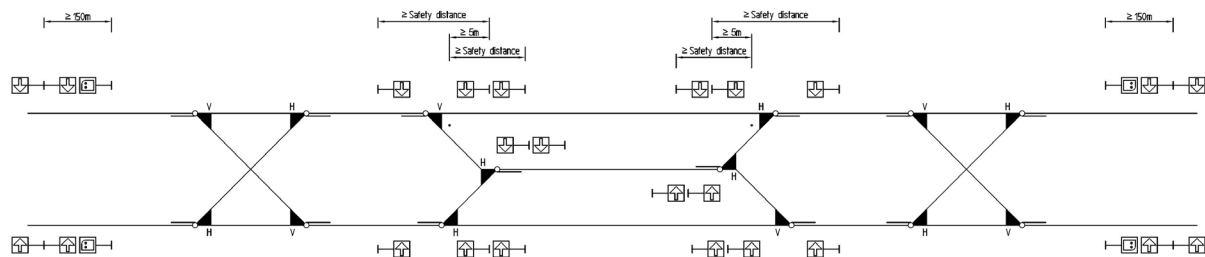 ≥ 150m
≥ Safety distance
≥ Safety distance
≥ 150m
≥ 5m
≥ 5m
≥ Safety distance
≥ Safety distance
V H V H V H
H H
H V H V H V